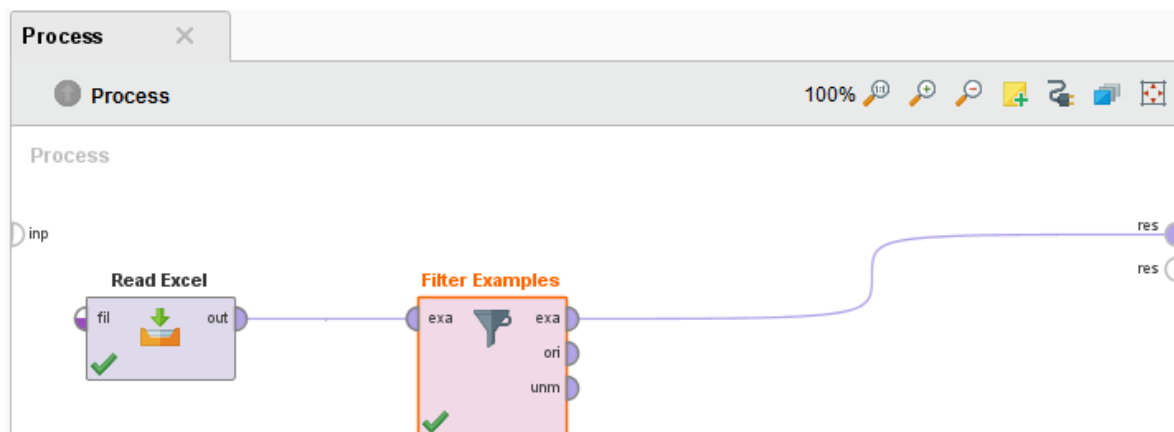 Process
Process
100%
Process
inp
res
res
Read Excel
fil
out
Filter Examples
exa
exa
ori
unm